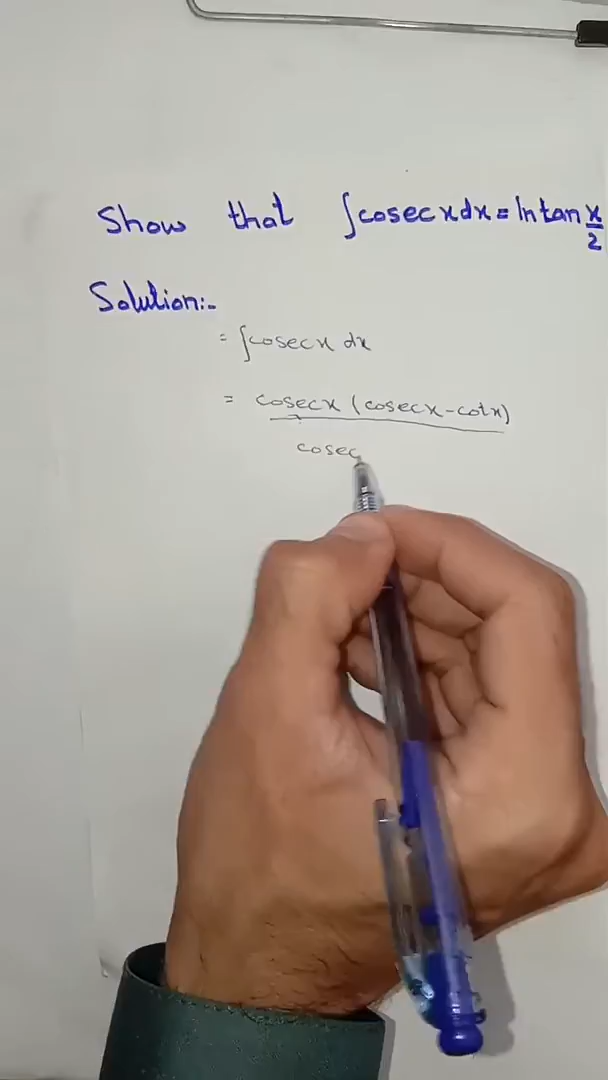 Show that ∫cosec x dx = ln tan x/2
Solution:-
= ∫cosec x dx
= cosec x (cosec x - cot x)
cosec